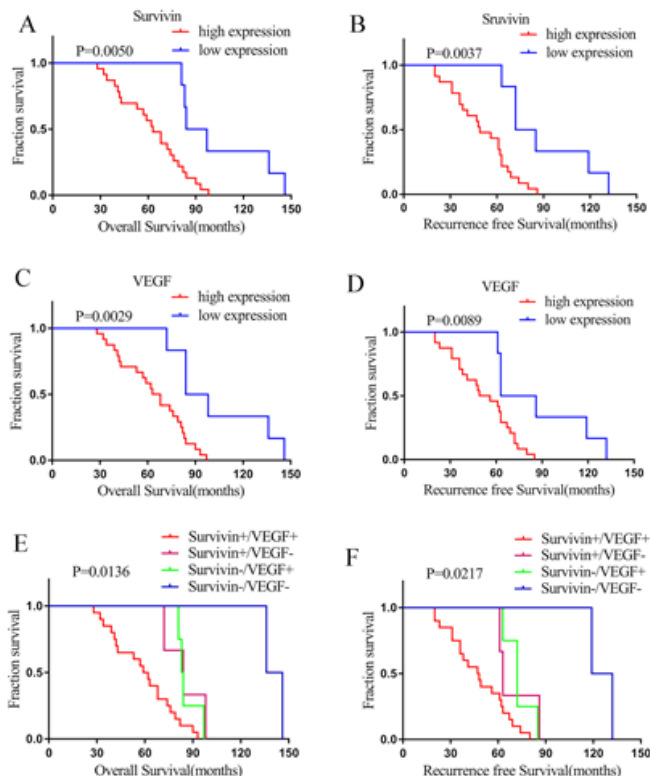 A
Survivin
high expression
low expression
P=0.0050
Fraction survival
1.0
0.5
0.0
0 30 60 90 120 150
Overall Survival(months)
B
Sruvivin
high expression
low expression
P=0.0037
Fraction survival
1.0
0.5
0.0
0 30 60 90 120 150
Recurrence free Survival(months)
C
VEGF
high expression
low expression
P=0.0029
Fraction survival
1.0
0.5
0.0
0 30 60 90 120 150
Overall Survival(months)
D
VEGF
high expression
low expression
P=0.0089
Fraction survival
1.0
0.5
0.0
0 30 60 90 120 150
Recurrence free Survival(months)
E
Survivin+/VEGF+
Survivin+/VEGF-
Survivin-/VEGF+
Survivin-/VEGF-
P=0.0136
Fraction survival
1.0
0.5
0.0
0 30 60 90 120 150
Overall Survival(months)
F
Survivin+/VEGF+
Survivin+/VEGF-
Survivin-/VEGF+
Survivin-/VEGF-
P=0.0217
Fraction survival
1.0
0.5
0.0
0 30 60 90 120 150
Recurrence free Survival(months)